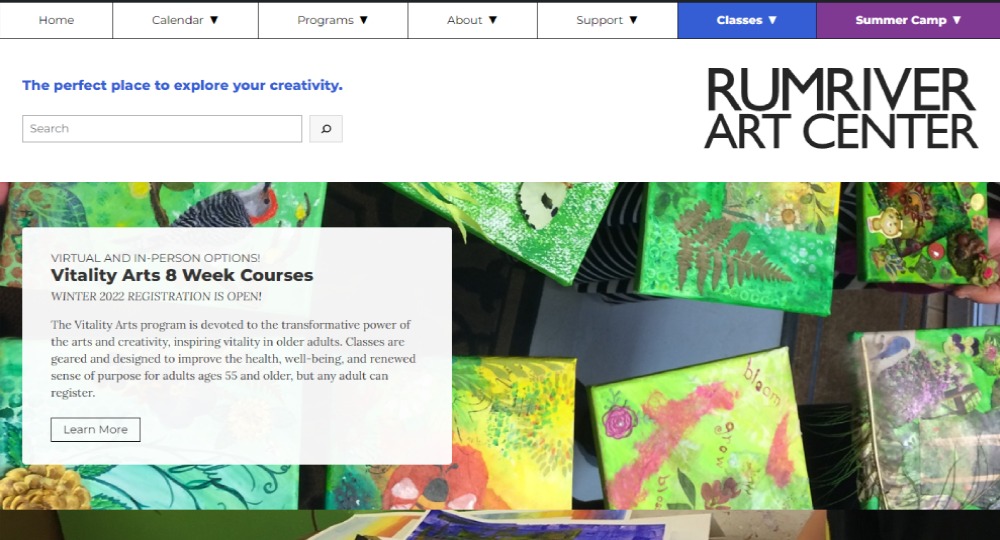 Home
Calendar ▼
Programs ▼
About ▼
Support ▼
Classes ▼
Summer Camp ▼
The perfect place to explore your creativity.
Search
RUMRIVER
ART CENTER
VIRTUAL AND IN-PERSON OPTIONS!
Vitality Arts 8 Week Courses
WINTER 2022 REGISTRATION IS OPEN!
The Vitality Arts program is devoted to the transformative power of
the arts and creativity, inspiring vitality in older adults. Classes are
geared and designed to improve the health, well-being, and renewed
sense of purpose for adults ages 55 and older, but any adult can
register.
Learn More
bloom
grow
bloom